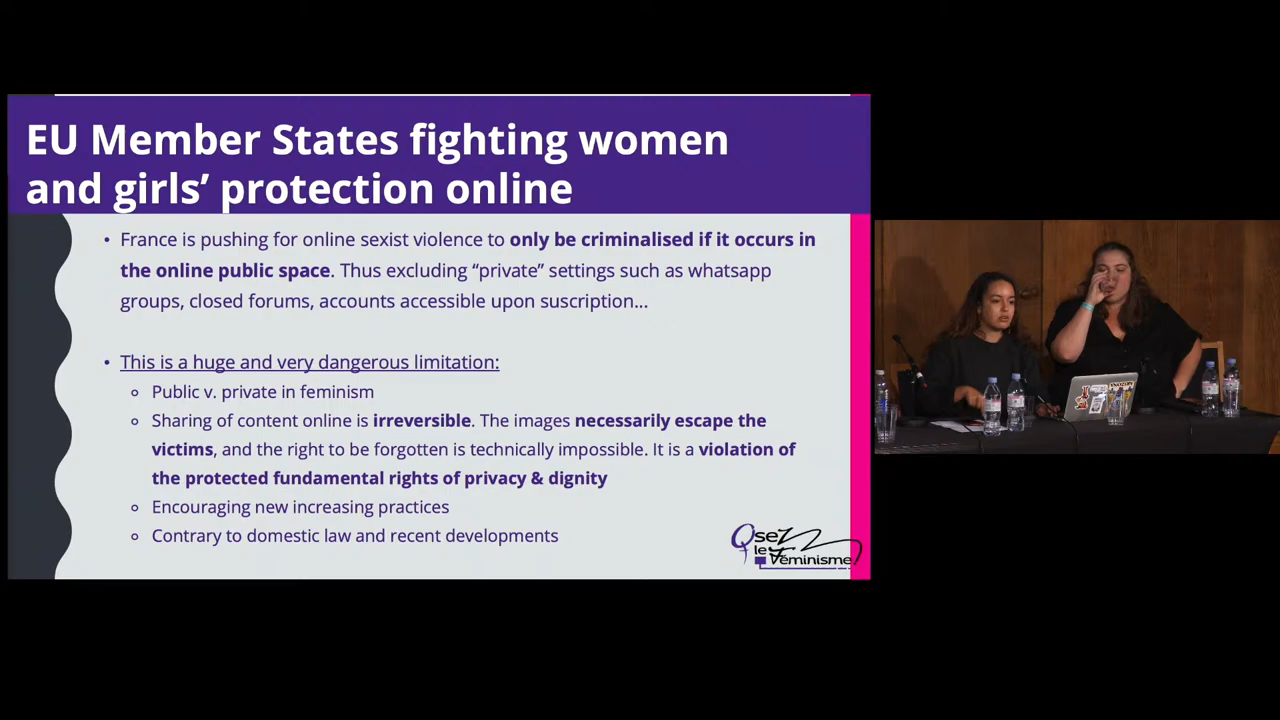 EU Member States fighting women
and girls’ protection online
• France is pushing for online sexist violence to only be criminalised if it occurs in
the online public space. Thus excluding “private” settings such as whatsapp
groups, closed forums, accounts accessible upon suscription...
• This is a huge and very dangerous limitation:
Public v. private in feminism
Sharing of content online is irreversible. The images necessarily escape the
victims, and the right to be forgotten is technically impossible. It is a violation of
the protected fundamental rights of privacy & dignity
Encouraging new increasing practices
Contrary to domestic law and recent developments
Osez
le
Féminisme